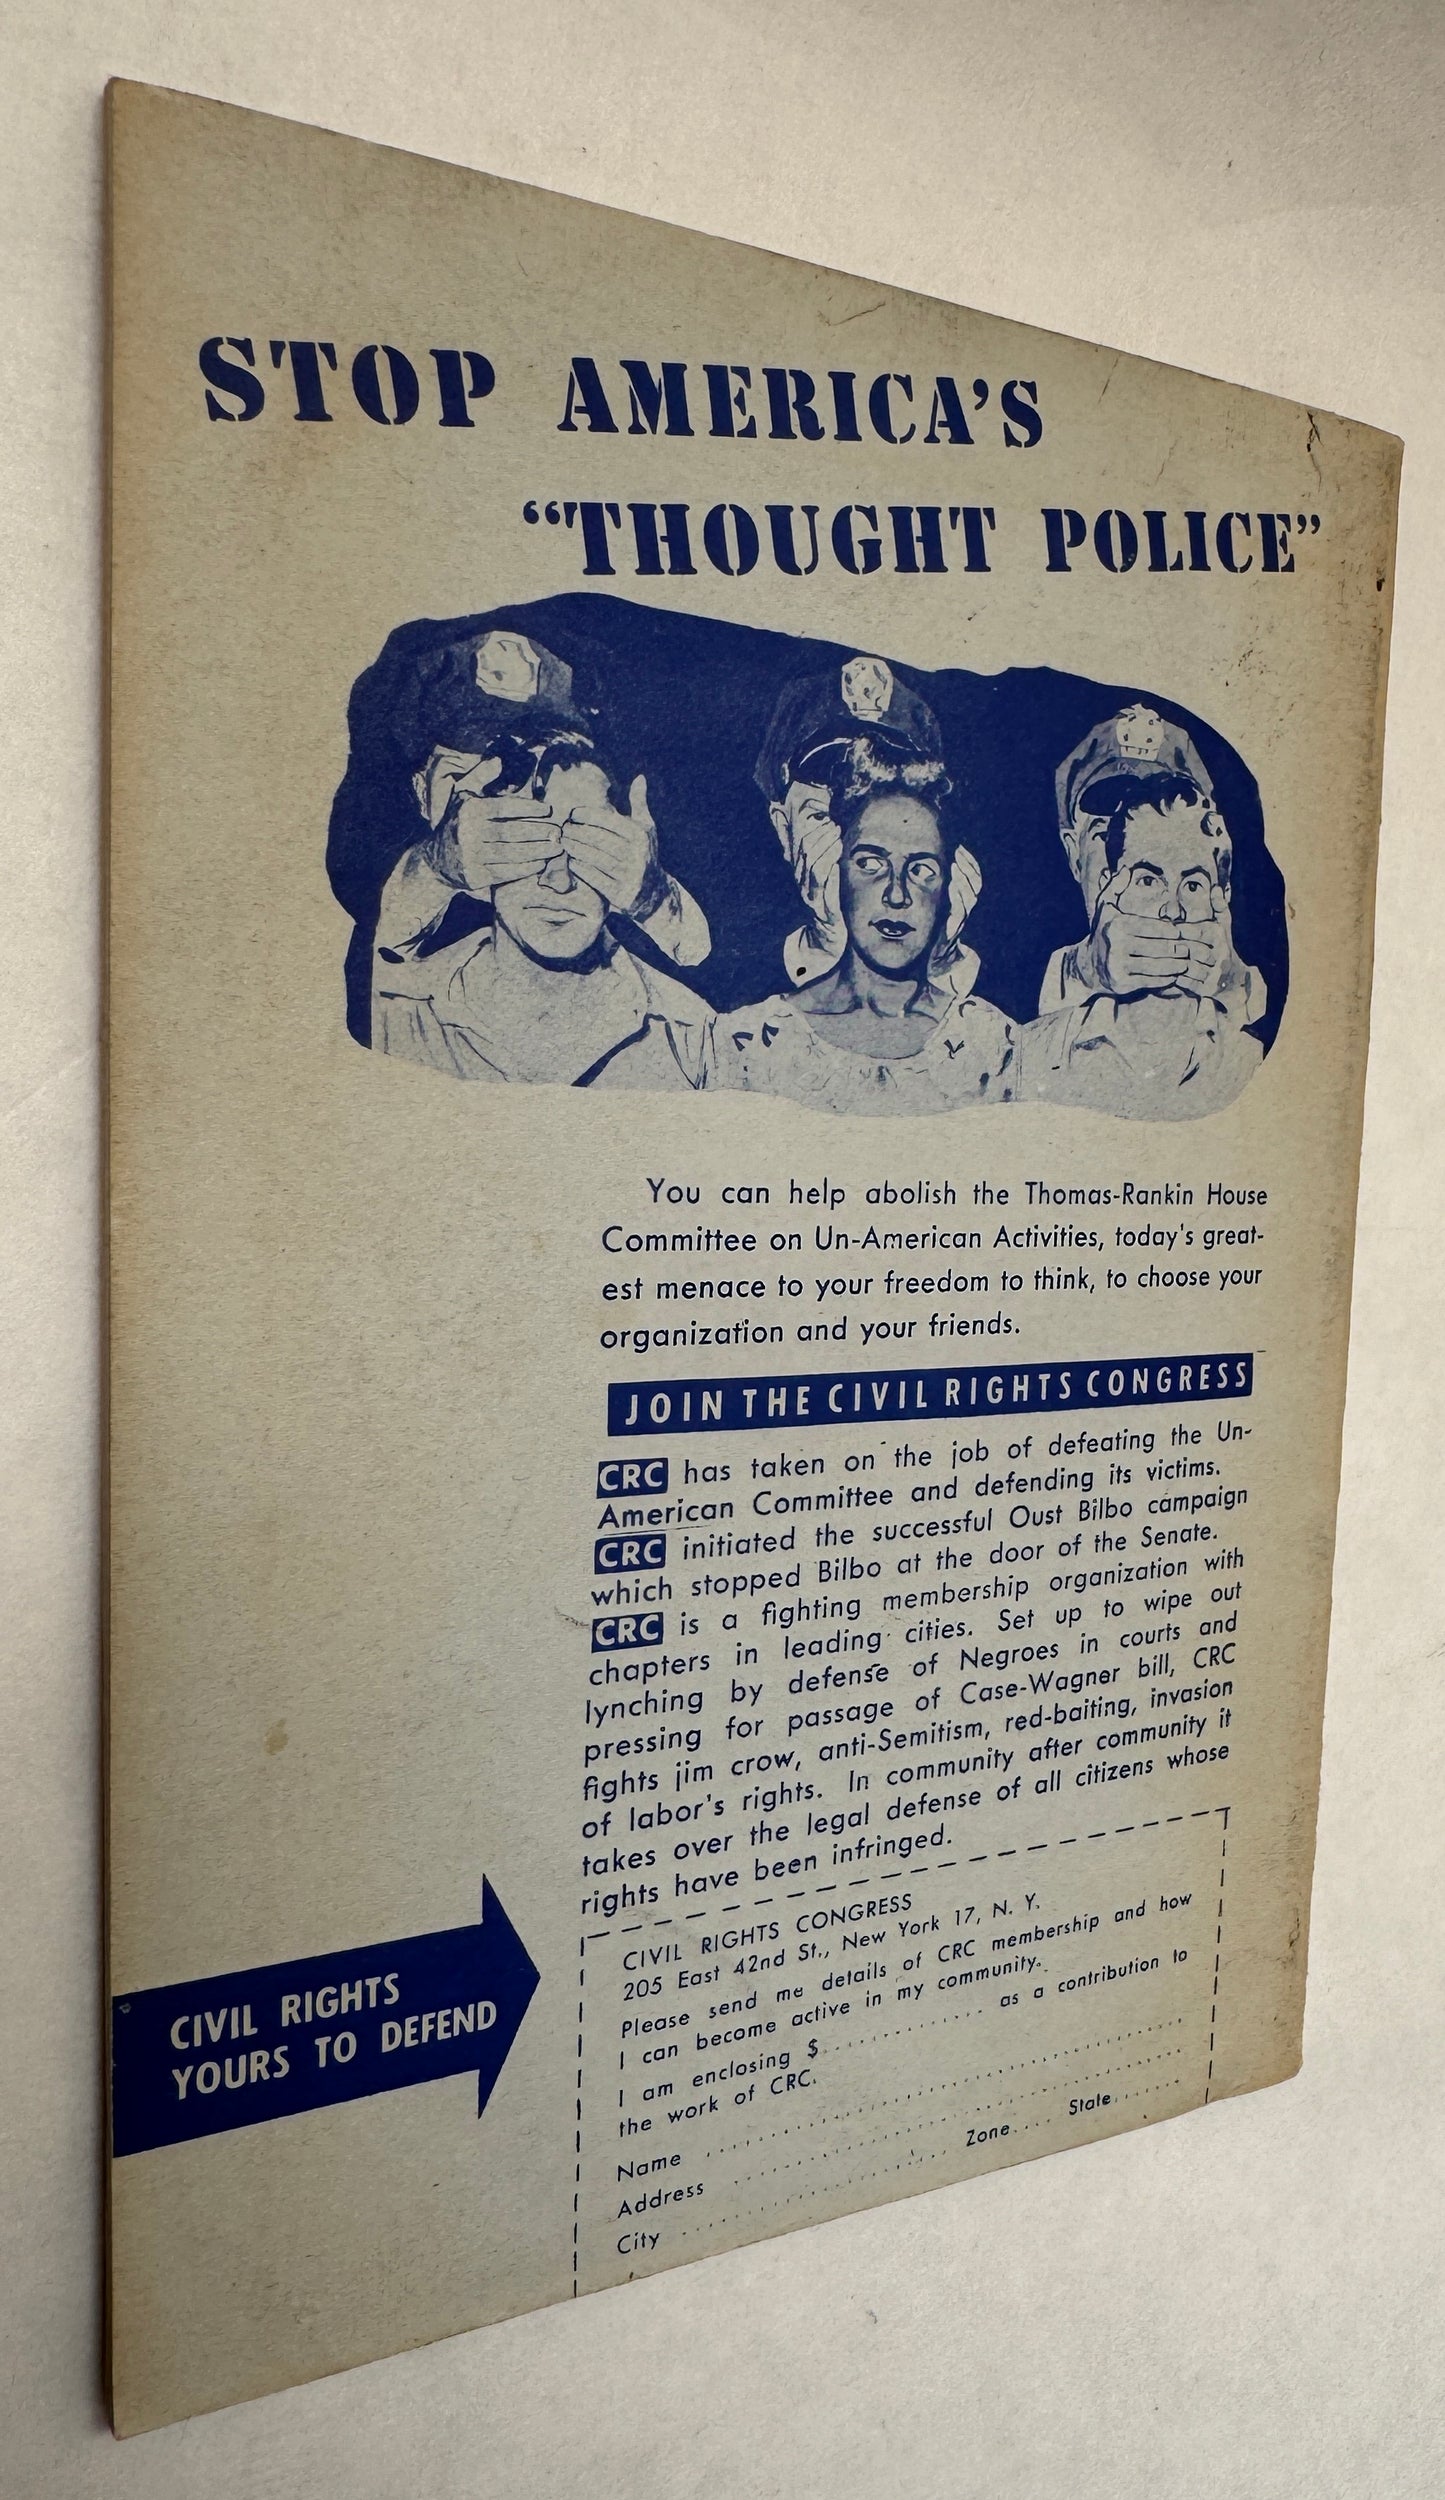 STOP AMERICA'S
“THOUGHT POLICE”
You can help abolish the Thomas-Rankin House
Committee on Un-American Activities, today's great-
est menace to your freedom to think, to choose your
organization and your friends.
JOIN THE CIVIL RIGHTS CONGRESS
CRC has taken on the job of defeating the Un-
American Committee and defending its victims.
CRC initiated the successful Oust Bilbo campaign
which stopped Bilbo at the door of the Senate.
CRC is a fighting membership organization with
chapters in leading cities. Set up to wipe out
lynching by defense of Negroes in courts and
pressing for passage of Case-Wagner bill, CRC
fights jim crow, anti-Semitism, red-baiting, invasion
of labor's rights. In community after community it
takes over the legal defense of all citizens whose
rights have been infringed.
CIVIL RIGHTS
YOURS TO DEFEND
CIVIL RIGHTS CONGRESS
205 East 42nd St., New York 17, N. Y.
Please send me details of CRC membership and how
I can become active in my community.
I am enclosing $.............. as a contribution to
the work of CRC.
Name ........................................
Address ........................................
City ........................ Zone.... State.......